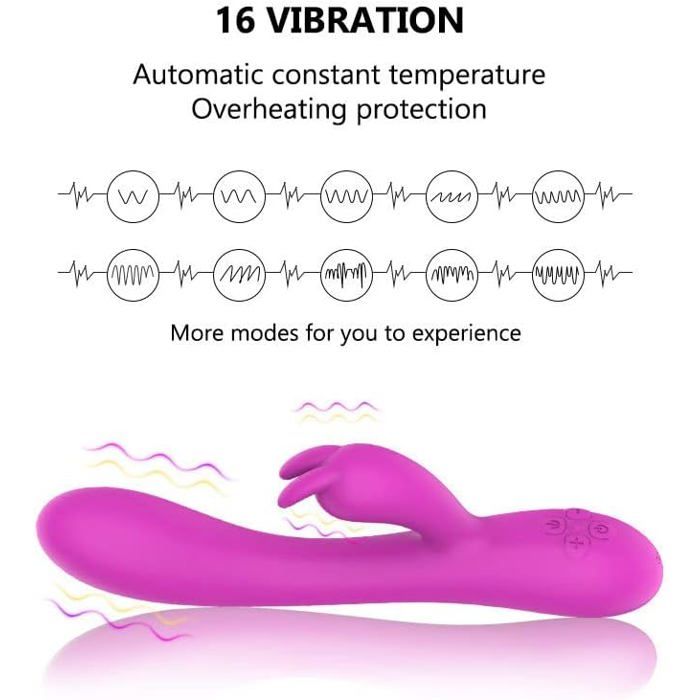 16 VIBRATION
Automatic constant temperature
Overheating protection
More modes for you to experience